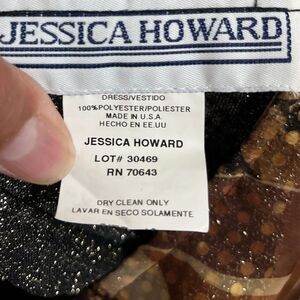 JESSICA HOWARD
DRESS/VESTIDO
100%POLYESTER/POLIESTER
MADE IN U.S.A.
HECHO EN EE.UU
JESSICA HOWARD
LOT# 30469
RN 70643
DRY CLEAN ONLY
LAVAR EN SECO SOLAMENTE